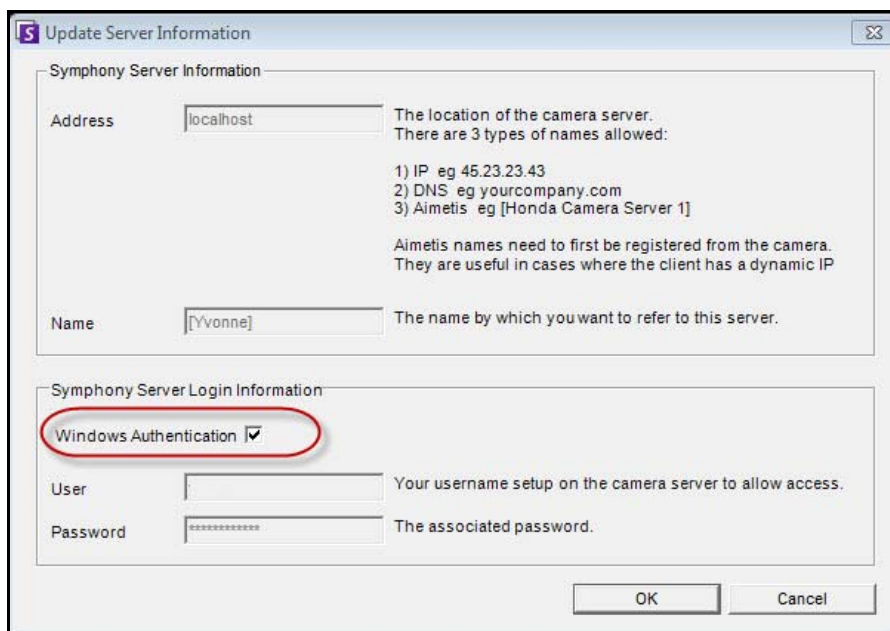 S Update Server Information
Symphony Server Information
Address localhost The location of the camera server.
There are 3 types of names allowed:
1) IP eg 45.23.23.43
2) DNS eg yourcompany.com
3) Aimetis eg [Honda Camera Server 1]
Aimetis names need to first be registered from the camera.
They are useful in cases where the client has a dynamic IP
Name [Yvonne] The name by which you want to refer to this server.
Symphony Server Login Information
Windows Authentication
User Your username setup on the camera server to allow access.
Password ************ The associated password.
OK Cancel